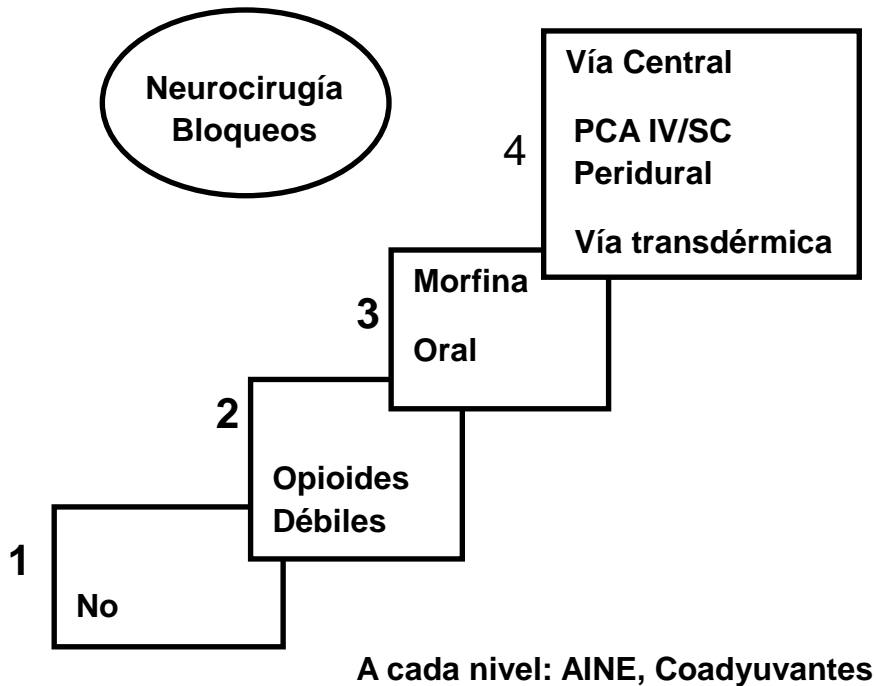 Neurocirugía
Bloqueos
4
Vía Central
PCA IV/SC
Peridural
Vía transdérmica
3
Morfina
Oral
2
Opioides
Débiles
1
No
A cada nivel: AINE, Coadyuvantes